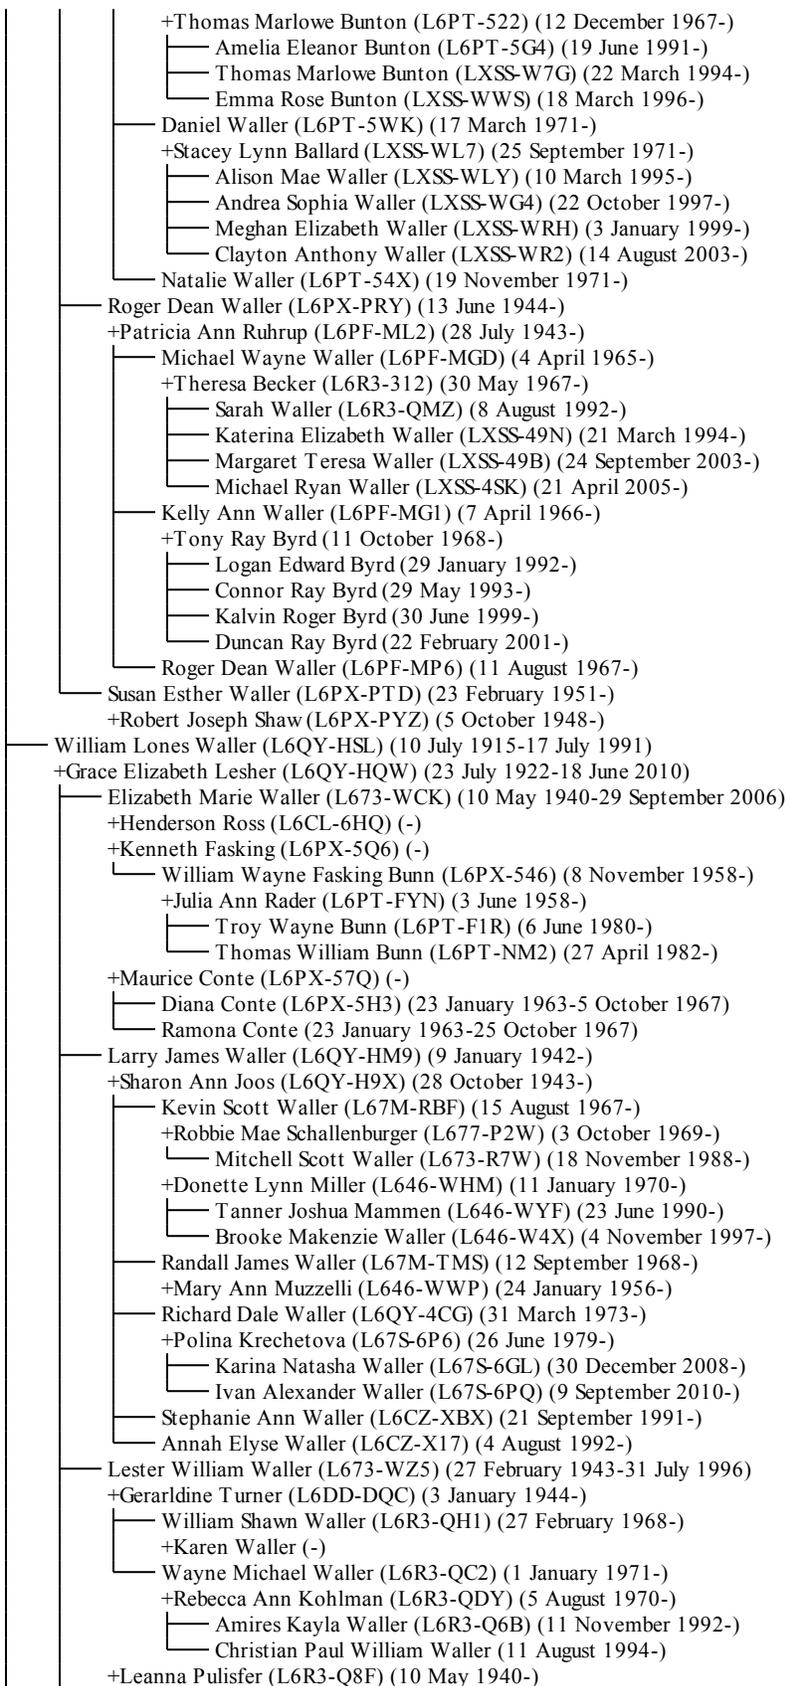 +Thomas Marlowe Bunton (L6PT-522) (12 December 1967-)
Amelia Eleanor Bunton (L6PT-5G4) (19 June 1991-)
Thomas Marlowe Bunton (LXSS-W7G) (22 March 1994-)
Emma Rose Bunton (LXSS-WWS) (18 March 1996-)
Daniel Waller (L6PT-5WK) (17 March 1971-)
+Stacey Lynn Ballard (LXSS-WL7) (25 September 1971-)
Alison Mae Waller (LXSS-WLY) (10 March 1995-)
Andrea Sophia Waller (LXSS-WG4) (22 October 1997-)
Meghan Elizabeth Waller (LXSS-WRH) (3 January 1999-)
Clayton Anthony Waller (LXSS-WR2) (14 August 2003-)
Natalie Waller (L6PT-54X) (19 November 1971-)
Roger Dean Waller (L6PX-PRY) (13 June 1944-)
+Patricia Ann Ruhrup (L6PF-ML2) (28 July 1943-)
Michael Wayne Waller (L6PF-MGD) (4 April 1965-)
+Theresa Becker (L6R3-312) (30 May 1967-)
Sarah Waller (L6R3-QMZ) (8 August 1992-)
Katerina Elizabeth Waller (LXSS-49N) (21 March 1994-)
Margaret Teresa Waller (LXSS-49B) (24 September 2003-)
Michael Ryan Waller (LXSS-4SK) (21 April 2005-)
Kelly Ann Waller (L6PF-MG1) (7 April 1966-)
+Tony Ray Byrd (11 October 1968-)
Logan Edward Byrd (29 January 1992-)
Connor Ray Byrd (29 May 1993-)
Kalvin Roger Byrd (30 June 1999-)
Duncan Ray Byrd (22 February 2001-)
Roger Dean Waller (L6PF-MP6) (11 August 1967-)
Susan Esther Waller (L6PX-PTD) (23 February 1951-)
+Robert Joseph Shaw (L6PX-PYZ) (5 October 1948-)
William Lones Waller (L6QY-HSL) (10 July 1915-17 July 1991)
+Grace Elizabeth Lesher (L6QY-HQW) (23 July 1922-18 June 2010)
Elizabeth Marie Waller (L673-WCK) (10 May 1940-29 September 2006)
+Henderson Ross (L6CL-6HQ) (-)
+Kenneth Fasking (L6PX-5Q6) (-)
William Wayne Fasking Bunn (L6PX-546) (8 November 1958-)
+Julia Ann Rader (L6PT-FYN) (3 June 1958-)
Troy Wayne Bunn (L6PT-F1R) (6 June 1980-)
Thomas William Bunn (L6PT-NM2) (27 April 1982-)
+Maurice Conte (L6PX-57Q) (-)
Diana Conte (L6PX-5H3) (23 January 1963-5 October 1967)
Ramona Conte (23 January 1963-25 October 1967)
Larry James Waller (L6QY-HM9) (9 January 1942-)
+Sharon Ann Joos (L6QY-H9X) (28 October 1943-)
Kevin Scott Waller (L67M-RBF) (15 August 1967-)
+Robbie Mae Schallenburger (L677-P2W) (3 October 1969-)
Mitchell Scott Waller (L673-R7W) (18 November 1988-)
+Donette Lynn Miller (L646-WHM) (11 January 1970-)
Tanner Joshua Mammen (L646-WYF) (23 June 1990-)
Brooke Makenzie Waller (L646-W4X) (4 November 1997-)
Randall James Waller (L67M-TMS) (12 September 1968-)
+Mary Ann Muzzelli (L646-WWP) (24 January 1956-)
Richard Dale Waller (L6QY-4CG) (31 March 1973-)
+Polina Krechetova (L67S-6P6) (26 June 1979-)
Karina Natasha Waller (L67S-6GL) (30 December 2008-)
Ivan Alexander Waller (L67S-6PQ) (9 September 2010-)
Stephanie Ann Waller (L6CZ-XBX) (21 September 1991-)
Annah Elyse Waller (L6CZ-X17) (4 August 1992-)
Lester William Waller (L673-WZ5) (27 February 1943-31 July 1996)
+Gerarldine Turner (L6DD-DQC) (3 January 1944-)
William Shawn Waller (L6R3-QH1) (27 February 1968-)
+Karen Waller (-)
Wayne Michael Waller (L6R3-QC2) (1 January 1971-)
+Rebecca Ann Kohlman (L6R3-QDY) (5 August 1970-)
Amires Kayla Waller (L6R3-Q6B) (11 November 1992-)
Christian Paul William Waller (11 August 1994-)
+Leanna Pulisfer (L6R3-Q8F) (10 May 1940-)